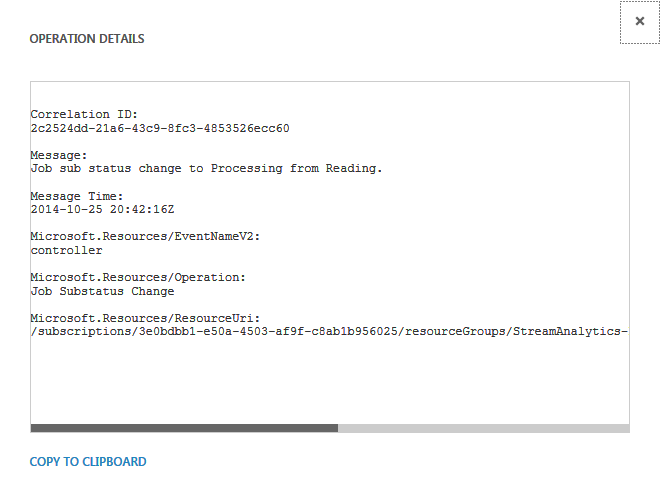 OPERATION DETAILS
Correlation ID:
2c2524dd-21a6-43c9-8fc3-4853526ecc60
Message:
Job sub status change to Processing from Reading.
Message Time:
2014-10-25 20:42:16Z
Microsoft.Resources/EventNameV2:
controller
Microsoft.Resources/Operation:
Job Substatus Change
Microsoft.Resources/ResourceUri:
/subscriptions/3e0bdbb1-e50a-4503-af9f-c8ab1b956025/resourceGroups/StreamAnalytics-
COPY TO CLIPBOARD